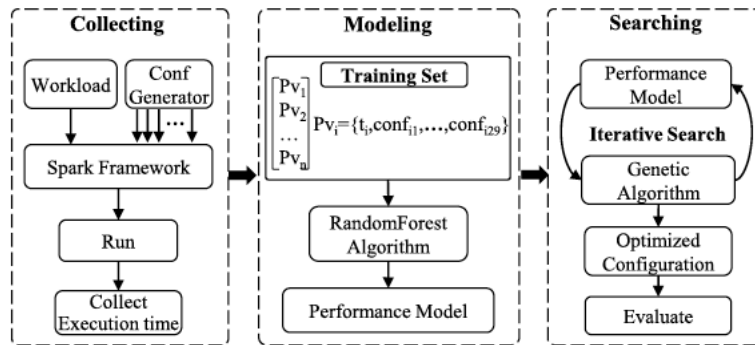 Collecting
Workload
Conf
Generator
...
Spark Framework
Run
Collect
Execution time
Modeling
Training Set
Pv1
Pv2
...
Pvn
Pvi={ti,confi1,...,confi29}
RandomForest
Algorithm
Performance Model
Searching
Performance
Model
Iterative Search
Genetic
Algorithm
Optimized
Configuration
Evaluate